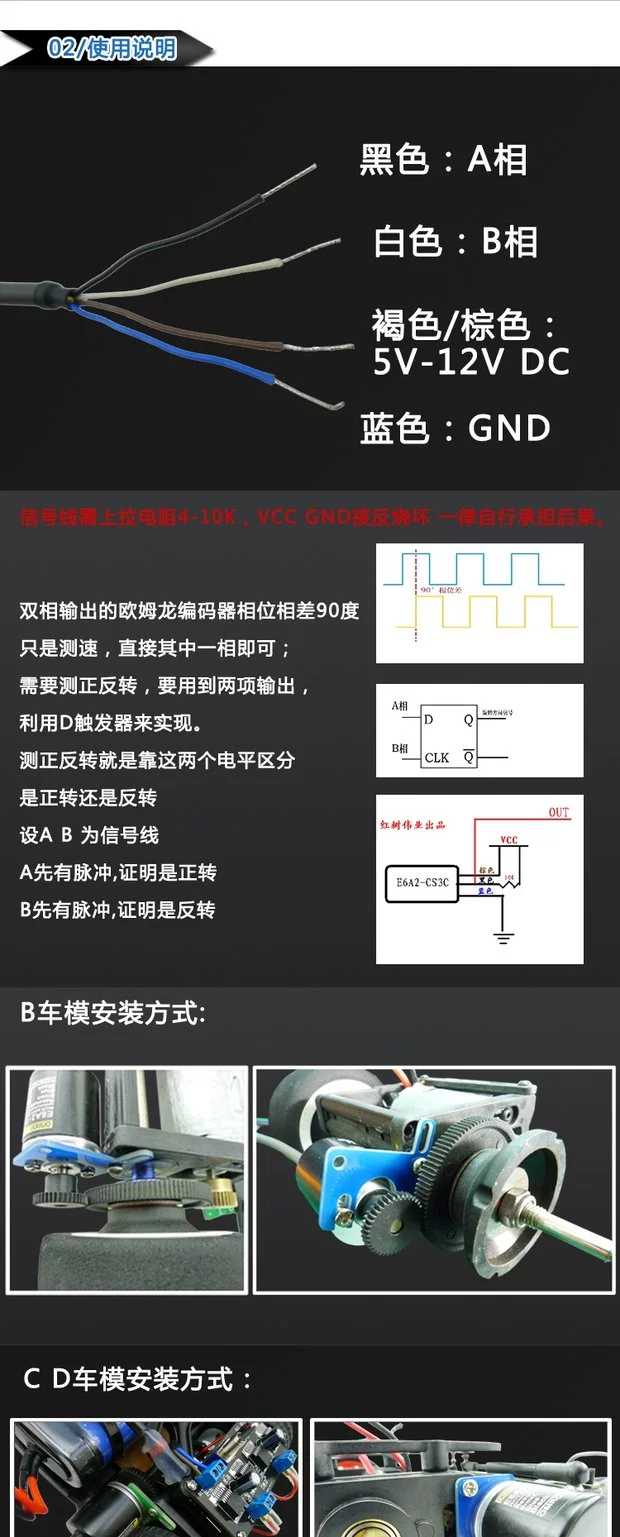 02/使用说明
黑色：A相
白色：B相
褐色/棕色：
5V-12V DC
蓝色：GND
信号线需上拉电阻4-10K，VCC GND接反烧坏 一律自行承担后果。
双相输出的欧姆龙编码器相位相差90度
只是测速，直接其中一相即可；
需要测正反转，要用到两项输出，
利用D触发器来实现。
测正反转就是靠这两个电平区分
是正转还是反转
设A B 为信号线
A先有脉冲,证明是正转
B先有脉冲,证明是反转
90° 相位差
A相
D
Q
B相
CLK
Q
OUT
红树伟业出品
VCC
棕色
E6A2-CS3C
黑色
10K
蓝色
B车模安装方式:
C D车模安装方式：